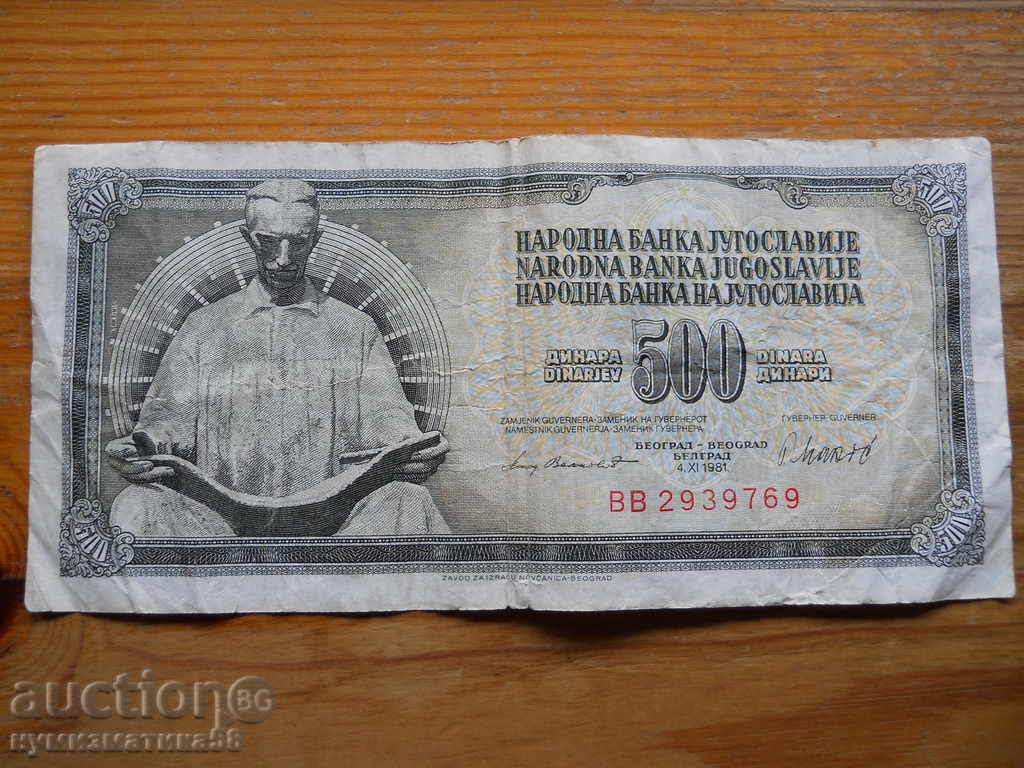 НАРОДНА БАНКА ЈУГОСЛАВИЈЕ
NARODNA BANKA JUGOSLAVIJE
НАРОДНА БАНКА НА ЈУГОСЛАВИЈА
ДИНАРА 500 DINARA
DINARJEV ДИНАРИ
ZAMJENIK GUVERNERA-ЗАМЕНИК НА ГУВЕРНЕРОТ ГУВЕРНЕР-GUVERNER
NAMESTNIK GUVERNERJA-ЗАМЕНИК ГУВЕРНЕРА
БЕОГРАД – BEOGRAD
БЕЛГРАД
4. XI 1981.
BB 2939769
ZAVOD ZA IZRADU NOVČANICA-BEOGRAD
auction BG
нумизматика58